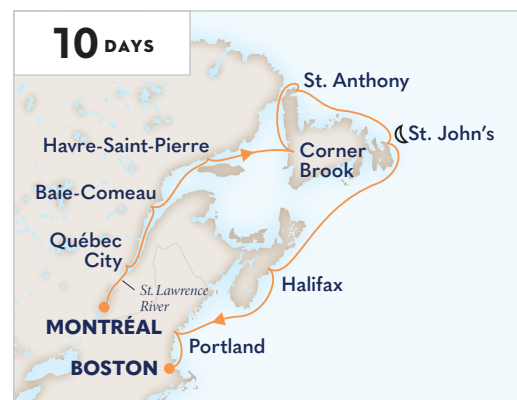 10 DAYS
St. Anthony
St. John's
Havre-Saint-Pierre
Corner
Brook
Baie-Comeau
Québec
City
St. Lawrence
River
Halifax
MONTRÉAL
Portland
BOSTON